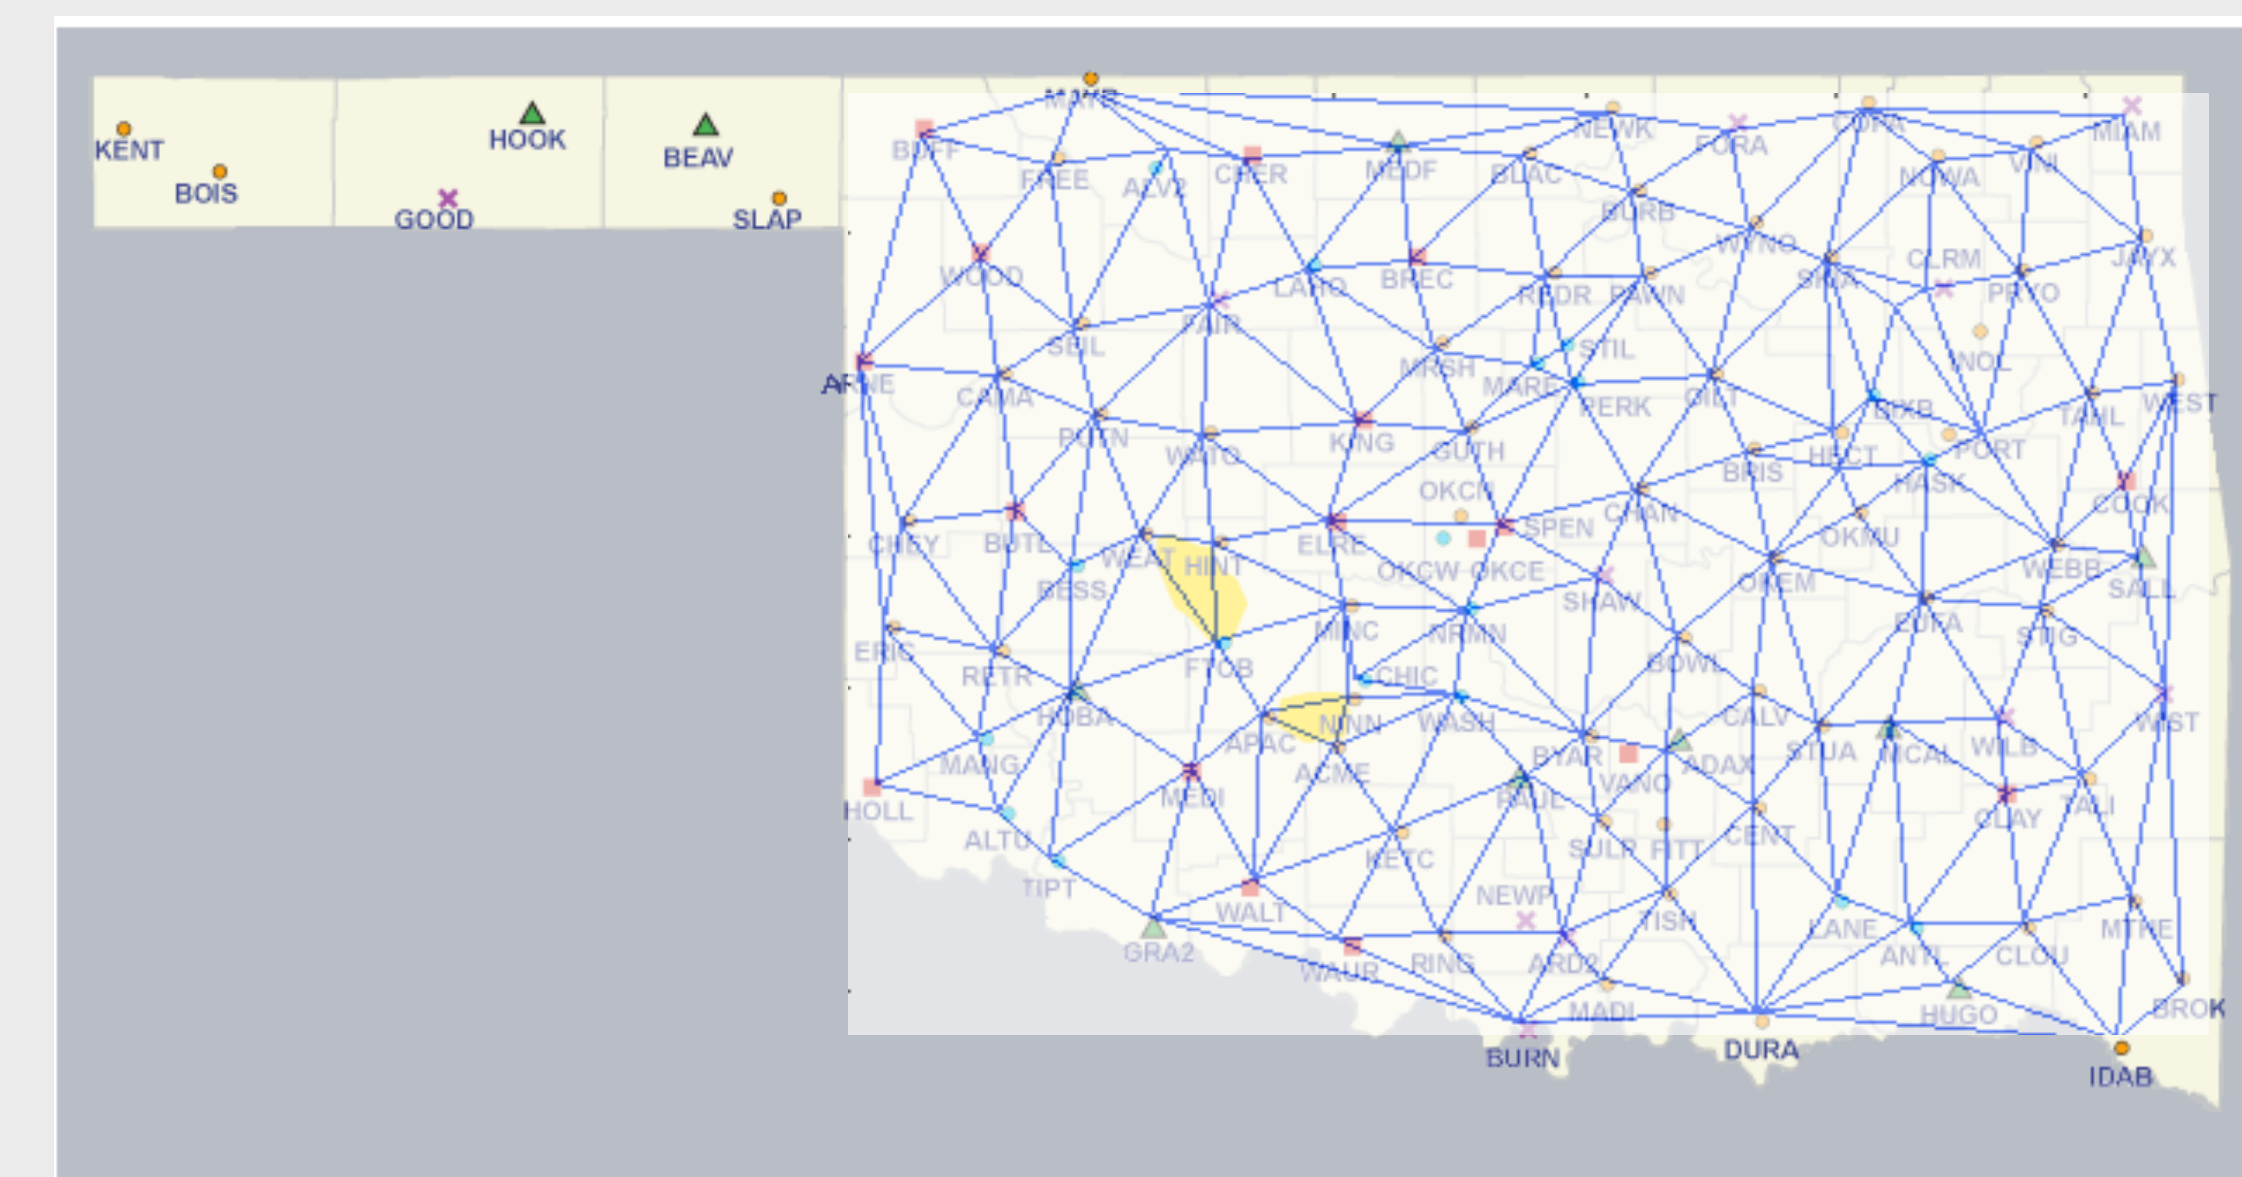 MAYR
KENT
BOIS
HOOK
GOOD
BEAV
SLAP
BUFF
FREE
ALV2
CHER
MEDF
BLAC
NEWK
FORA
COPA
NOWA
VINI
MIAM
BURB
WYNO
WOOD
FAIR
LAHO
BREC
REDR
PAWN
SKIA
CLRM
PRYO
JAYX
SEIL
MRSH
STIL
INOL
ARNE
CAMA
MARE
PERK
GILT
BIXB
TAHL
WEST
PUTN
WATO
KING
GUTH
BRIS
HECT
PORT
HASK
OKCN
COOK
CHEY
BUTL
WEAT
HINT
ELRE
SPEN
CHAN
OKMU
BESS
OKCW
OKCE
SHAW
OKEM
WEBB
SALL
ERIC
RETR
FTCB
MINC
NRMN
BOWL
EUFA
STIG
HOBA
CHIC
NINN
WASH
CALV
WIST
MANG
APAC
ACME
BYAR
VANO
ADAX
STUA
MCAL
WILB
HOLL
ALTU
MEDI
PAUL
SULP
FITT
CENT
CLAY
TALI
TIPT
WALT
KETC
NEWP
TISH
LANE
ANTL
CLOU
MTHE
GRA2
WAUR
RING
ARD2
MADI
HUGO
BROK
BURN
DURA
IDAB